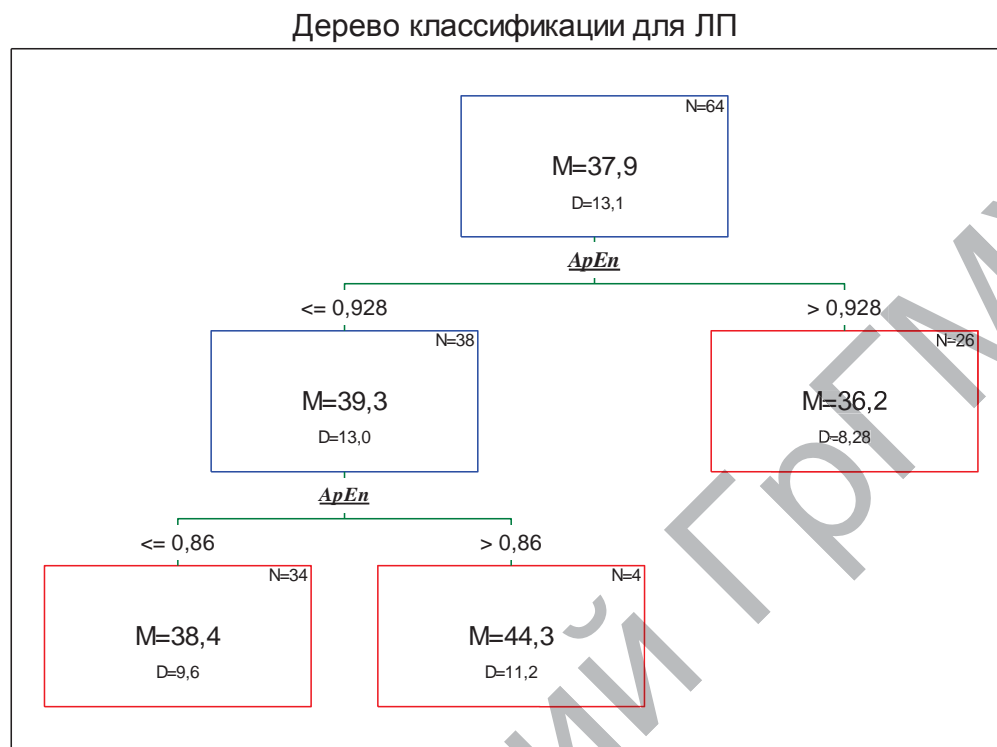 Дерево классификации для ЛП
N=64
M=37,9
D=13,1
ApEn
<= 0,928
> 0,928
N=38
M=39,3
D=13,0
N=26
M=36,2
D=8,28
ApEn
<= 0,86
> 0,86
N=34
M=38,4
D=9,6
N=4
M=44,3
D=11,2